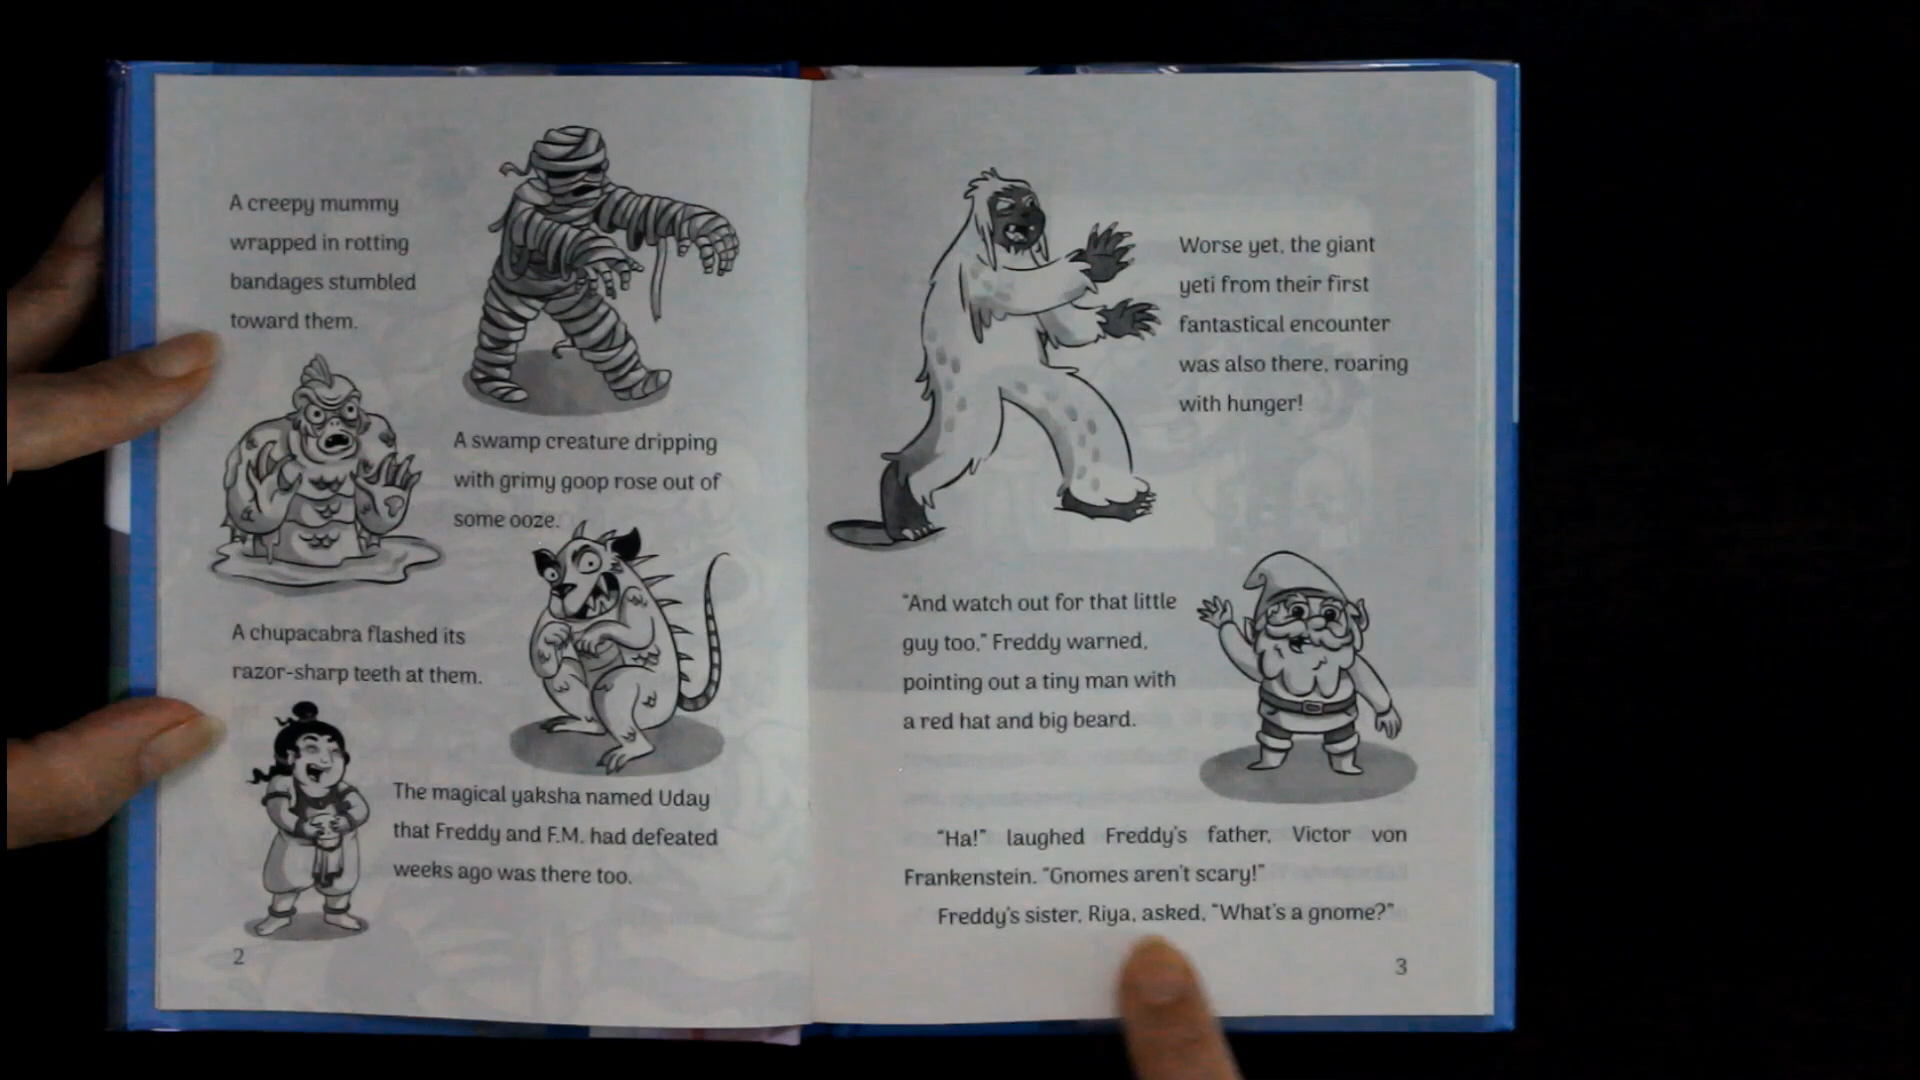 A creepy mummy
wrapped in rotting
bandages stumbled
toward them.
A swamp creature dripping
with grimy goop rose out of
some ooze.
A chupacabra flashed its
razor-sharp teeth at them.
The magical yaksha named Uday
that Freddy and F.M. had defeated
weeks ago was there too.
2
Worse yet, the giant
yeti from their first
fantastical encounter
was also there, roaring
with hunger!
“And watch out for that little
guy too,” Freddy warned,
pointing out a tiny man with
a red hat and big beard.
“Ha!” laughed Freddy’s father, Victor von
Frankenstein. “Gnomes aren’t scary!”
Freddy’s sister, Riya, asked, “What’s a gnome?”
3